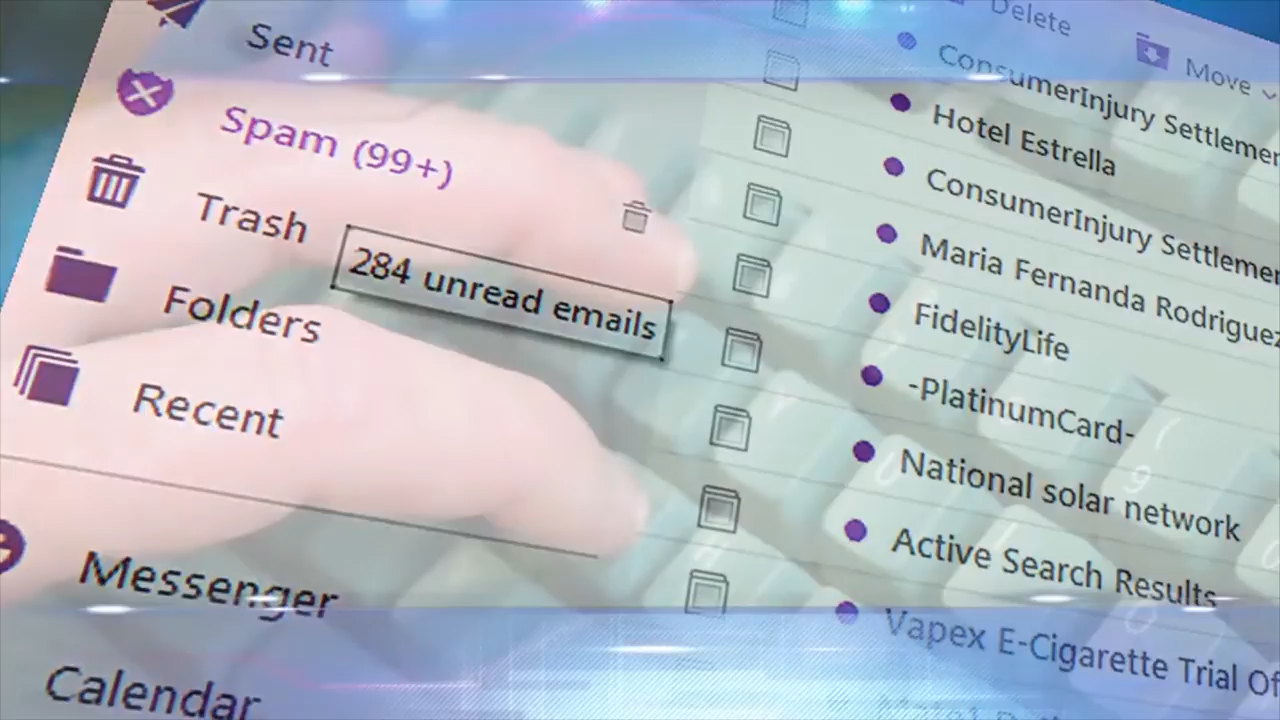 Sent
Spam (99+)
Trash
284 unread emails
Folders
Recent
Messenger
Calendar
Delete
Move
ConsumerInjury Settlemen
Hotel Estrella
ConsumerInjury Settlemen
Maria Fernanda Rodriguez
FidelityLife
-PlatinumCard-
National solar network
Active Search Results
Vapex E-Cigarette Trial Of